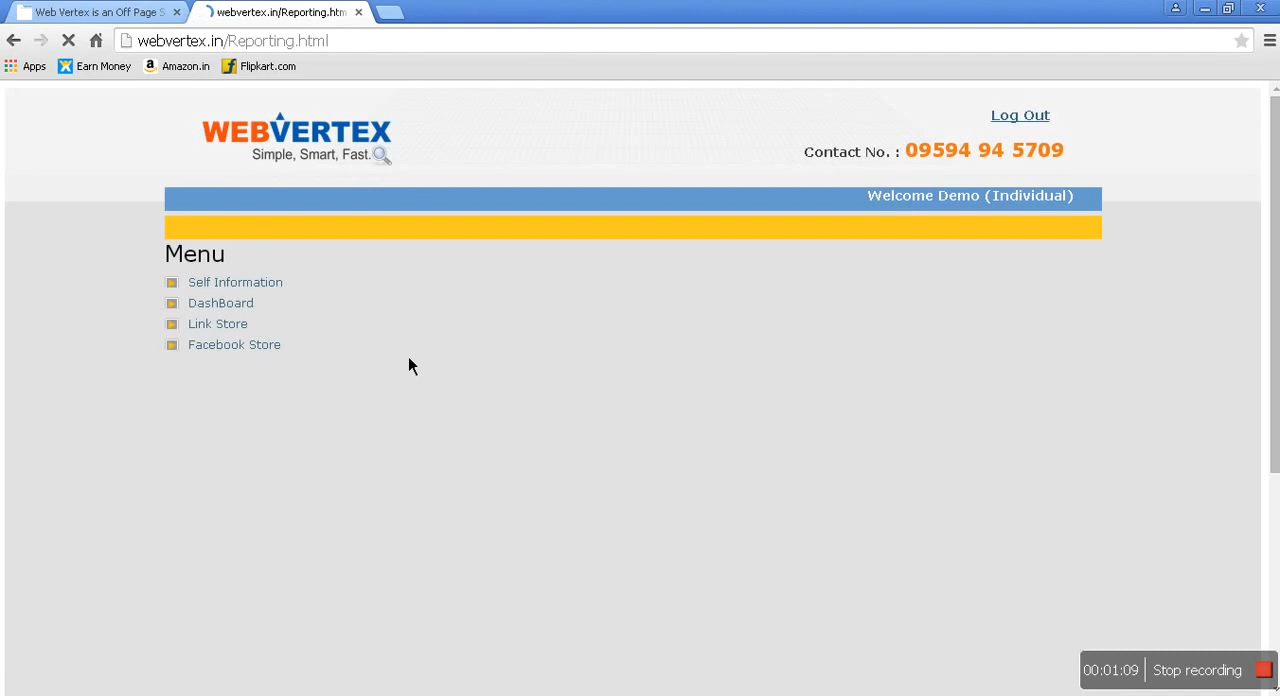 Web Vertex is an Off Page S
webvertex.in/Reporting.htm
webvertex.in/Reporting.html
Apps
Earn Money
Amazon.in
Flipkart.com
WEBVERTEX
Simple, Smart, Fast.
Log Out
Contact No. : 09594 94 5709
Welcome Demo (Individual)
Menu
Self Information
DashBoard
Link Store
Facebook Store
00:01:09 Stop recording